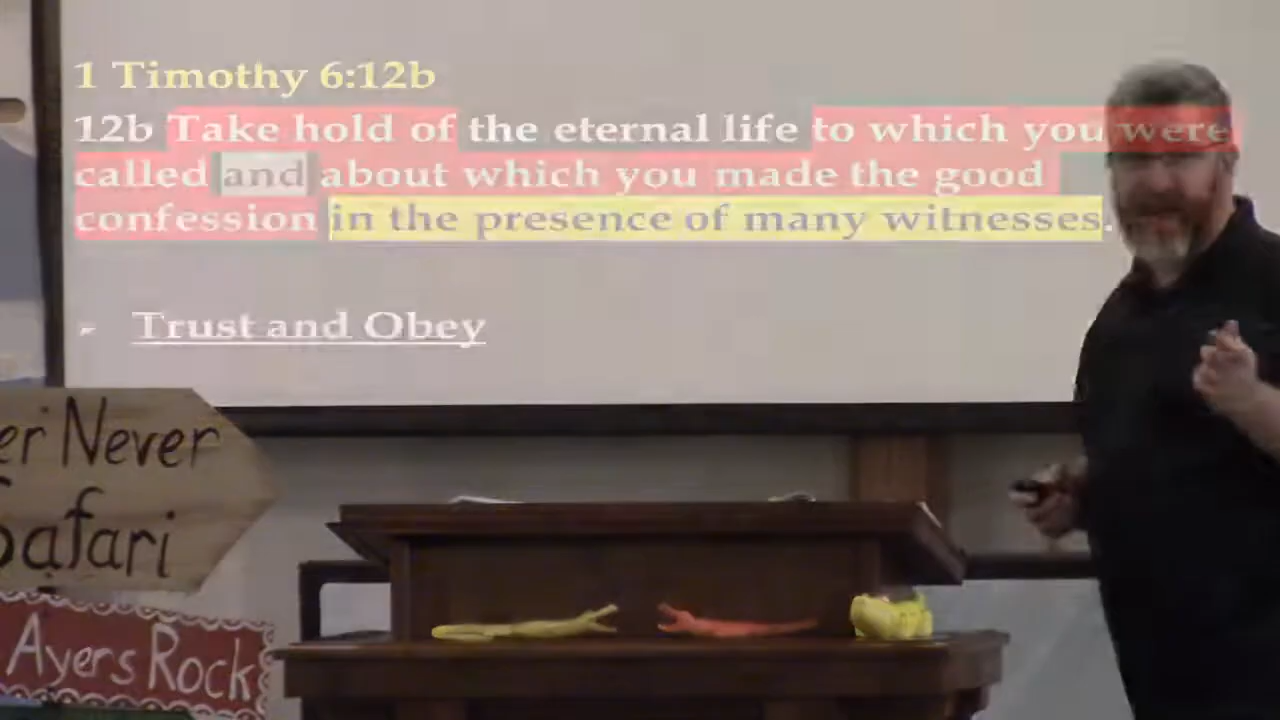 1 Timothy 6:12b
12b Take hold of the eternal life to which you were
called and about which you made the good
confession in the presence of many witnesses.
- Trust and Obey
er Never
Safari
Ayers Rock